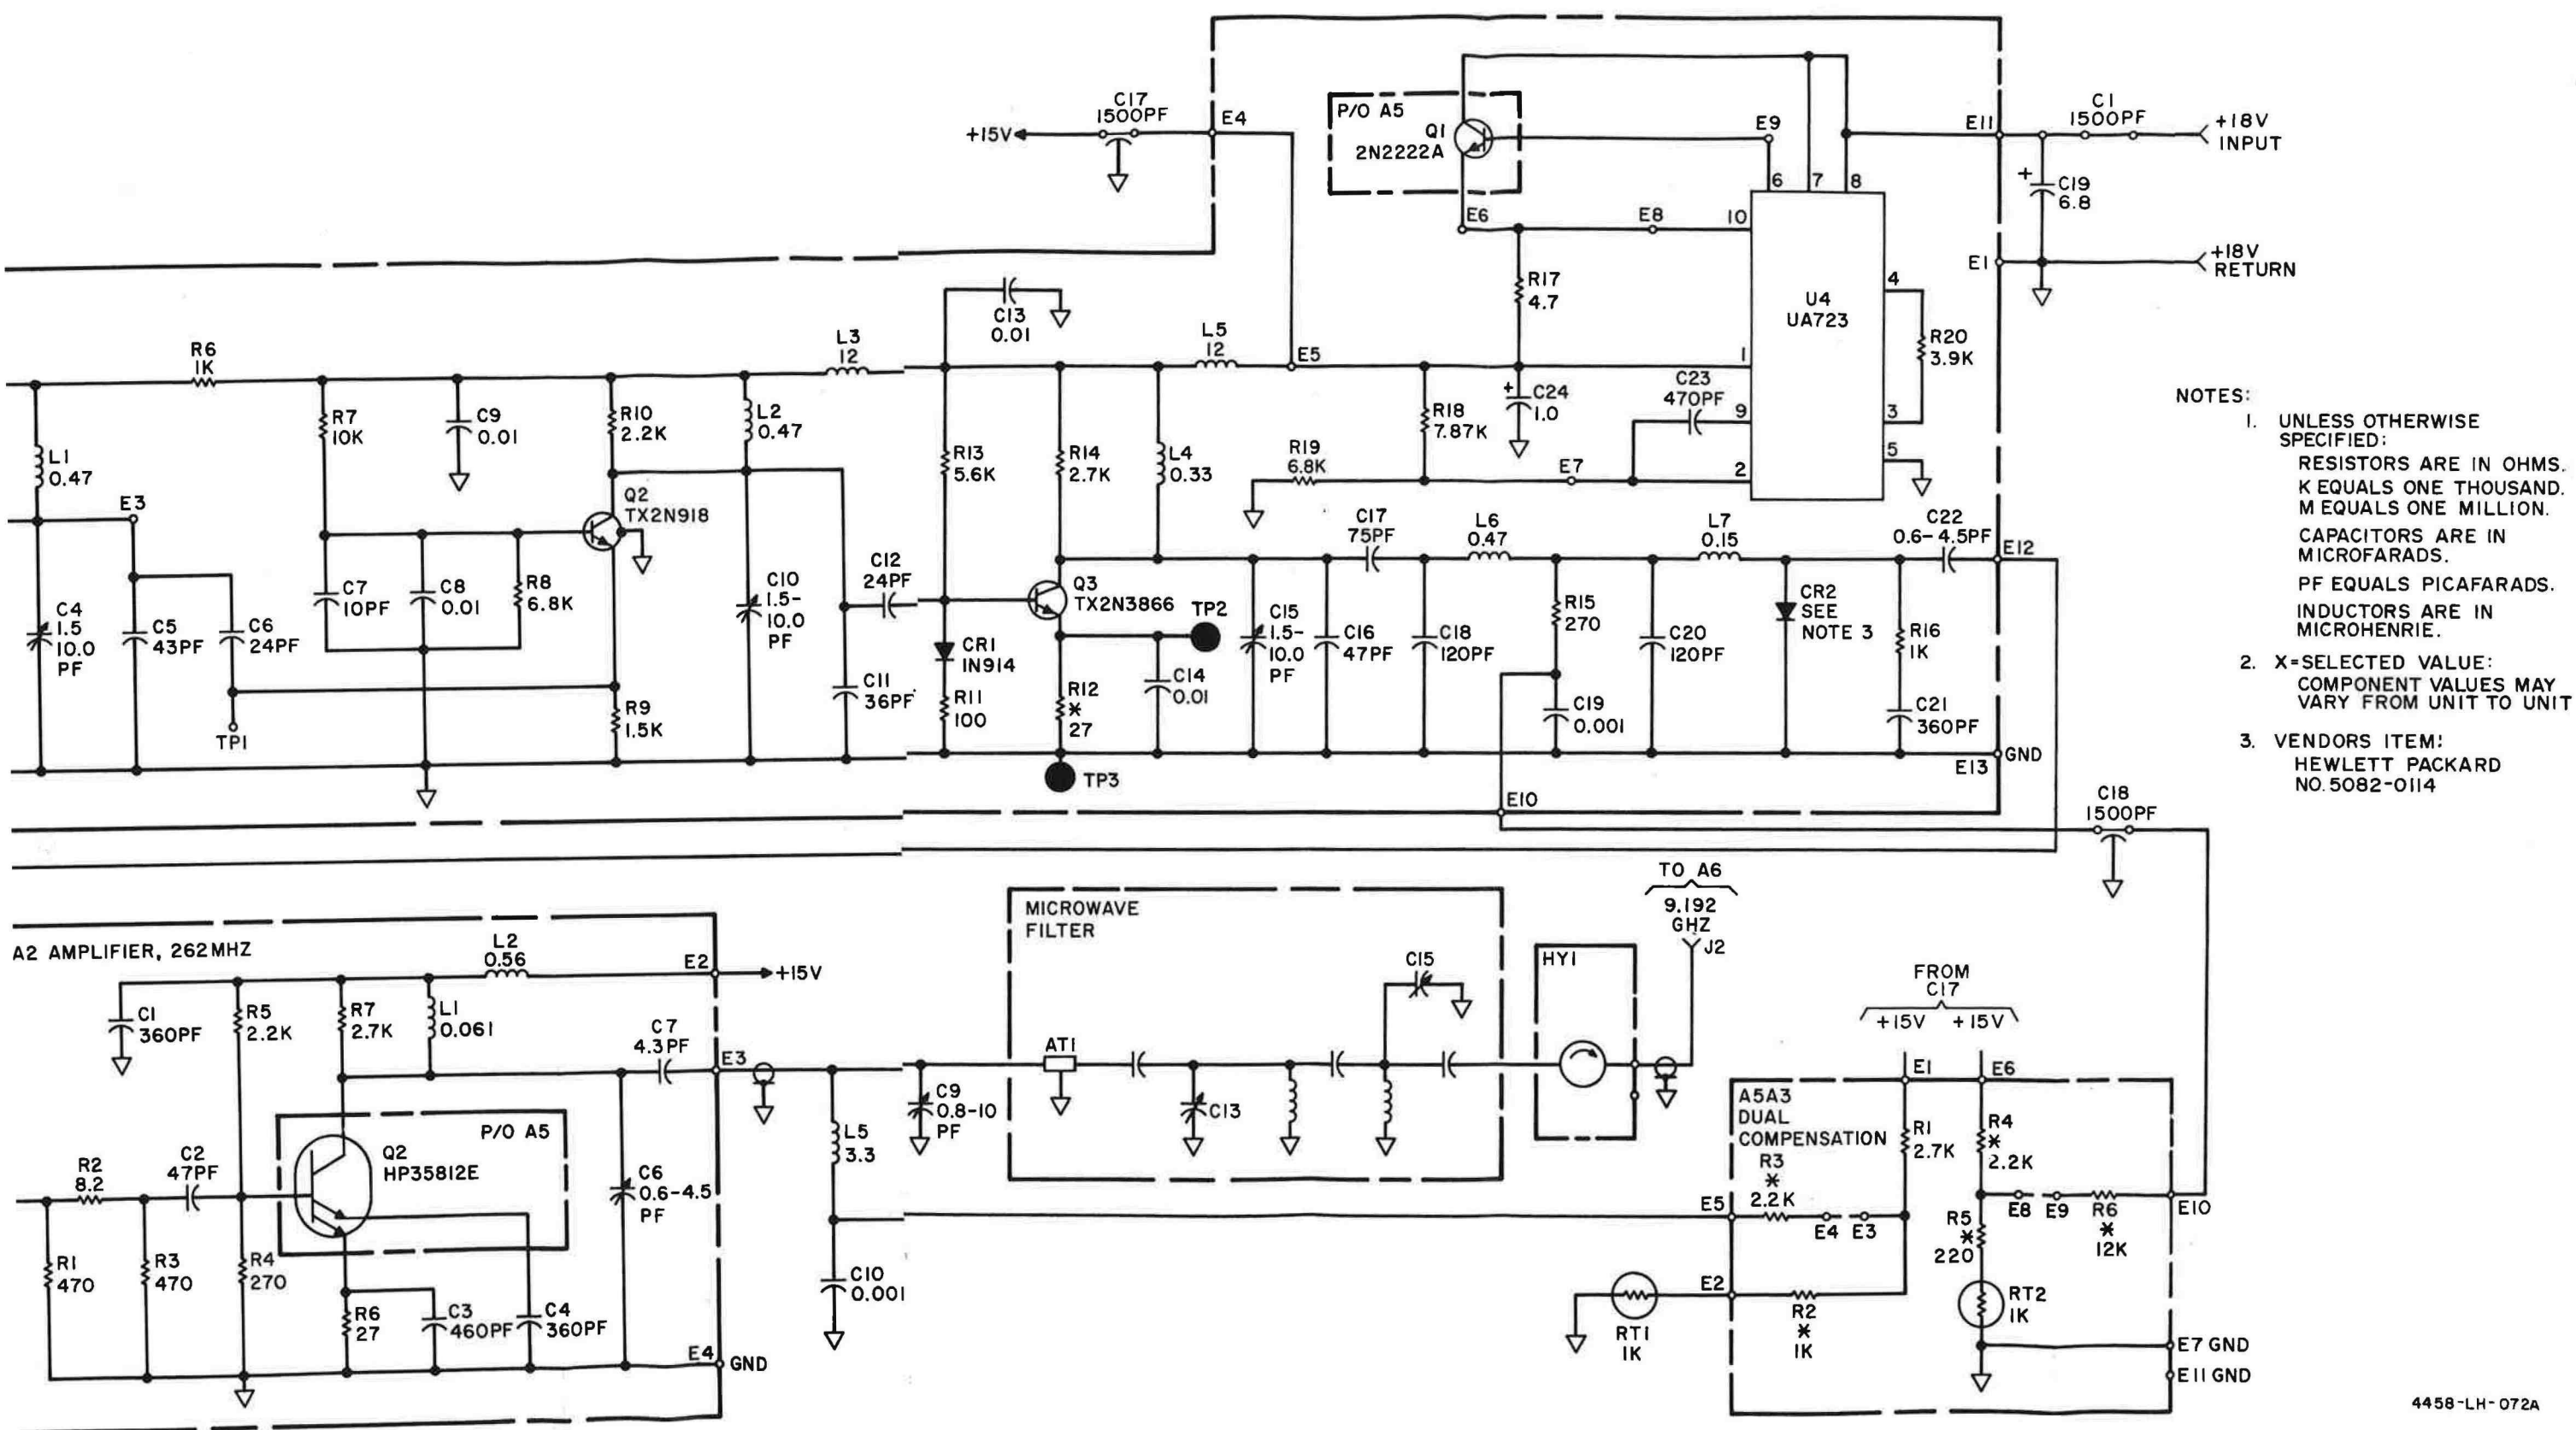 C17
1500PF
+15V
E4
P/O A5
Q1
2N2222A
E9
6
7
8
E11
C1
1500PF
+18V
INPUT
+
C19
6.8
E1
+18V
RETURN
E6
E8
10
R17
4.7
U4
UA723
4
R20
3.9K
3
5
1
9
2
C13
0.01
L5
12
E5
R18
7.87K
+
C24
1.0
C23
470PF
R19
6.8K
E7
R6
1K
L3
12
L1
0.47
R7
10K
C9
0.01
R10
2.2K
L2
0.47
R13
5.6K
R14
2.7K
L4
0.33
E3
Q2
TX2N918
C4
1.5
10.0
PF
C5
43PF
C6
24PF
C7
10PF
C8
0.01
R8
6.8K
C10
1.5-
10.0
PF
C12
24PF
C11
36PF
R9
1.5K
TP1
CR1
IN914
R11
100
Q3
TX2N3866
TP2
R12
*
27
C14
0.01
TP3
C15
1.5-
10.0
PF
C16
47PF
C17
75PF
C18
120PF
L6
0.47
R15
270
C19
0.001
C20
120PF
L7
0.15
CR2
SEE
NOTE 3
R16
1K
C21
360PF
C22
0.6-4.5PF
E12
E13
GND
E10
C18
1500PF
NOTES:
1. UNLESS OTHERWISE
SPECIFIED:
RESISTORS ARE IN OHMS.
K EQUALS ONE THOUSAND.
M EQUALS ONE MILLION.
CAPACITORS ARE IN
MICROFARADS.
PF EQUALS PICAFARADS.
INDUCTORS ARE IN
MICROHENRIE.
2. X=SELECTED VALUE:
COMPONENT VALUES MAY
VARY FROM UNIT TO UNIT
3. VENDORS ITEM:
HEWLETT PACKARD
NO.5082-0114
A2 AMPLIFIER, 262MHZ
L2
0.56
E2
+15V
C1
360PF
R5
2.2K
R7
2.7K
L1
0.061
C7
4.3PF
E3
P/O A5
Q2
HP35812E
R2
8.2
C2
47PF
C6
0.6-4.5
PF
R1
470
R3
470
R4
270
R6
27
C3
460PF
C4
360PF
E4
GND
L5
3.3
C10
0.001
C9
0.8-10
PF
MICROWAVE
FILTER
AT1
C13
C15
HY1
TO A6
9.192
GHZ
J2
FROM
C17
+15V
+15V
E1
E6
A5A3
DUAL
COMPENSATION
R1
2.7K
R4
*
2.2K
R3
*
2.2K
E5
E4
E3
E8
E9
R6
*
12K
E10
R5
*
220
RT2
1K
E2
R2
*
1K
RT1
1K
E7 GND
E11 GND
4458-LH-072A